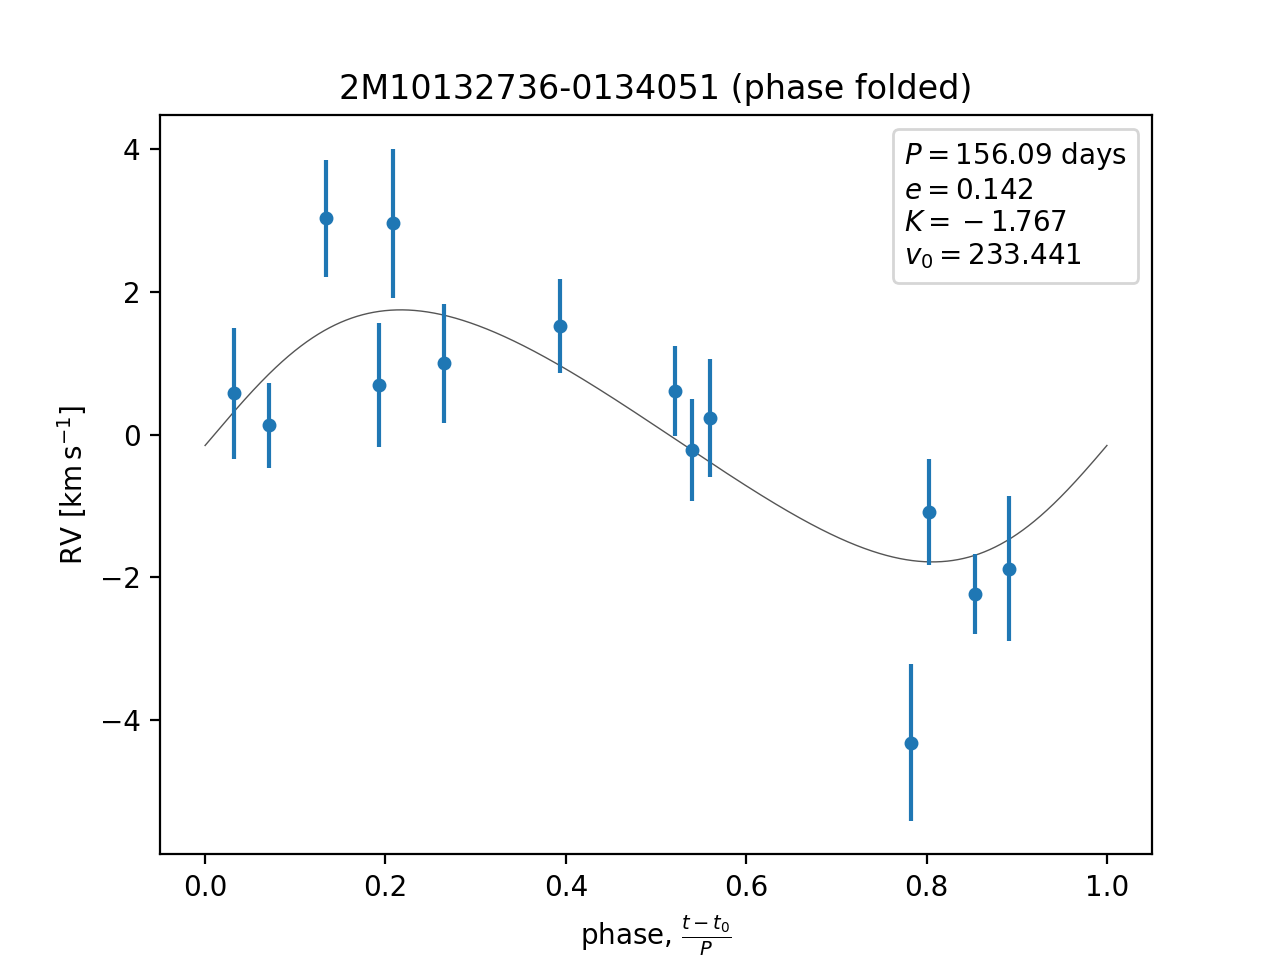 2M10132736-0134051 (phase folded)
P = 156.09 days
e = 0.142
K = −1.767
v₀ = 233.441
4
2
0
−2
−4
RV [km s⁻¹]
0.0 0.2 0.4 0.6 0.8 1.0
phase, (t − t₀)/P